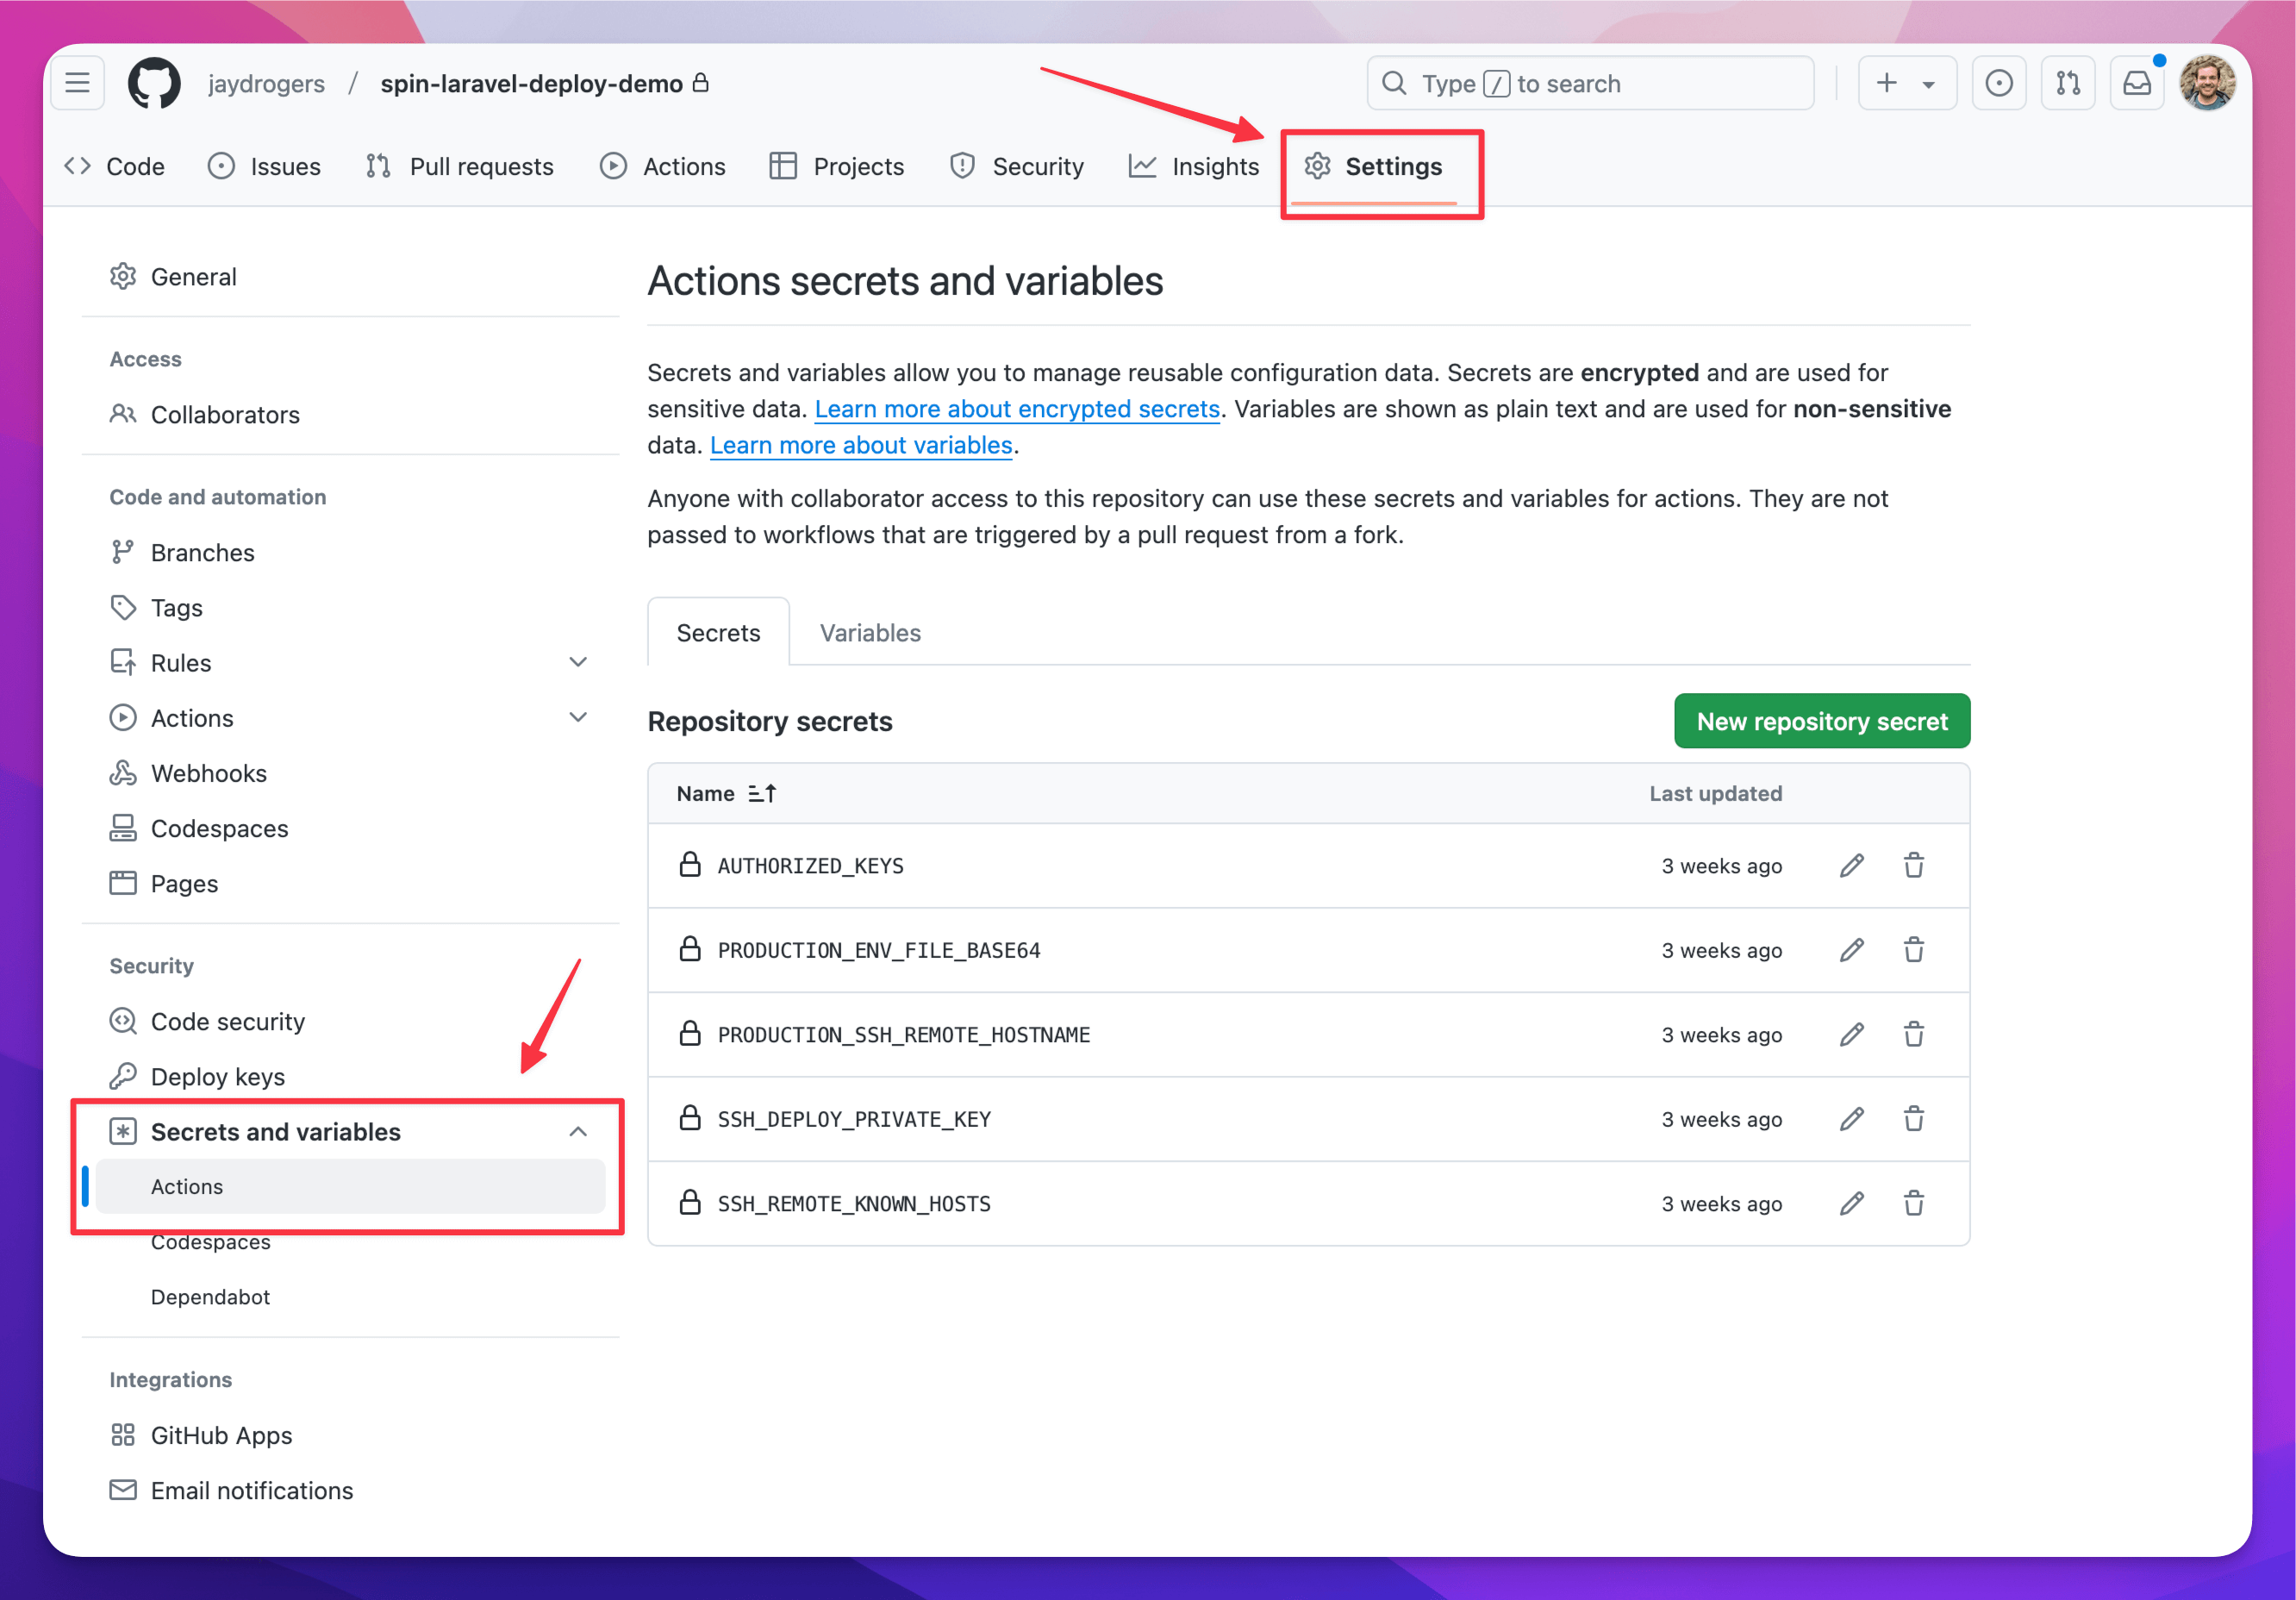 jaydrogers / spin-laravel-deploy-demo
Type / to search
Code
Issues
Pull requests
Actions
Projects
Security
Insights
Settings
General
Access
Collaborators
Code and automation
Branches
Tags
Rules
Actions
Webhooks
Codespaces
Pages
Security
Code security
Deploy keys
Secrets and variables
Actions
Codespaces
Dependabot
Integrations
GitHub Apps
Email notifications
Actions secrets and variables
Secrets and variables allow you to manage reusable configuration data. Secrets are encrypted and are used for
sensitive data. Learn more about encrypted secrets. Variables are shown as plain text and are used for non-sensitive
data. Learn more about variables.
Anyone with collaborator access to this repository can use these secrets and variables for actions. They are not
passed to workflows that are triggered by a pull request from a fork.
Secrets
Variables
Repository secrets
New repository secret
Name
Last updated
AUTHORIZED_KEYS 3 weeks ago
PRODUCTION_ENV_FILE_BASE64 3 weeks ago
PRODUCTION_SSH_REMOTE_HOSTNAME 3 weeks ago
SSH_DEPLOY_PRIVATE_KEY 3 weeks ago
SSH_REMOTE_KNOWN_HOSTS 3 weeks ago